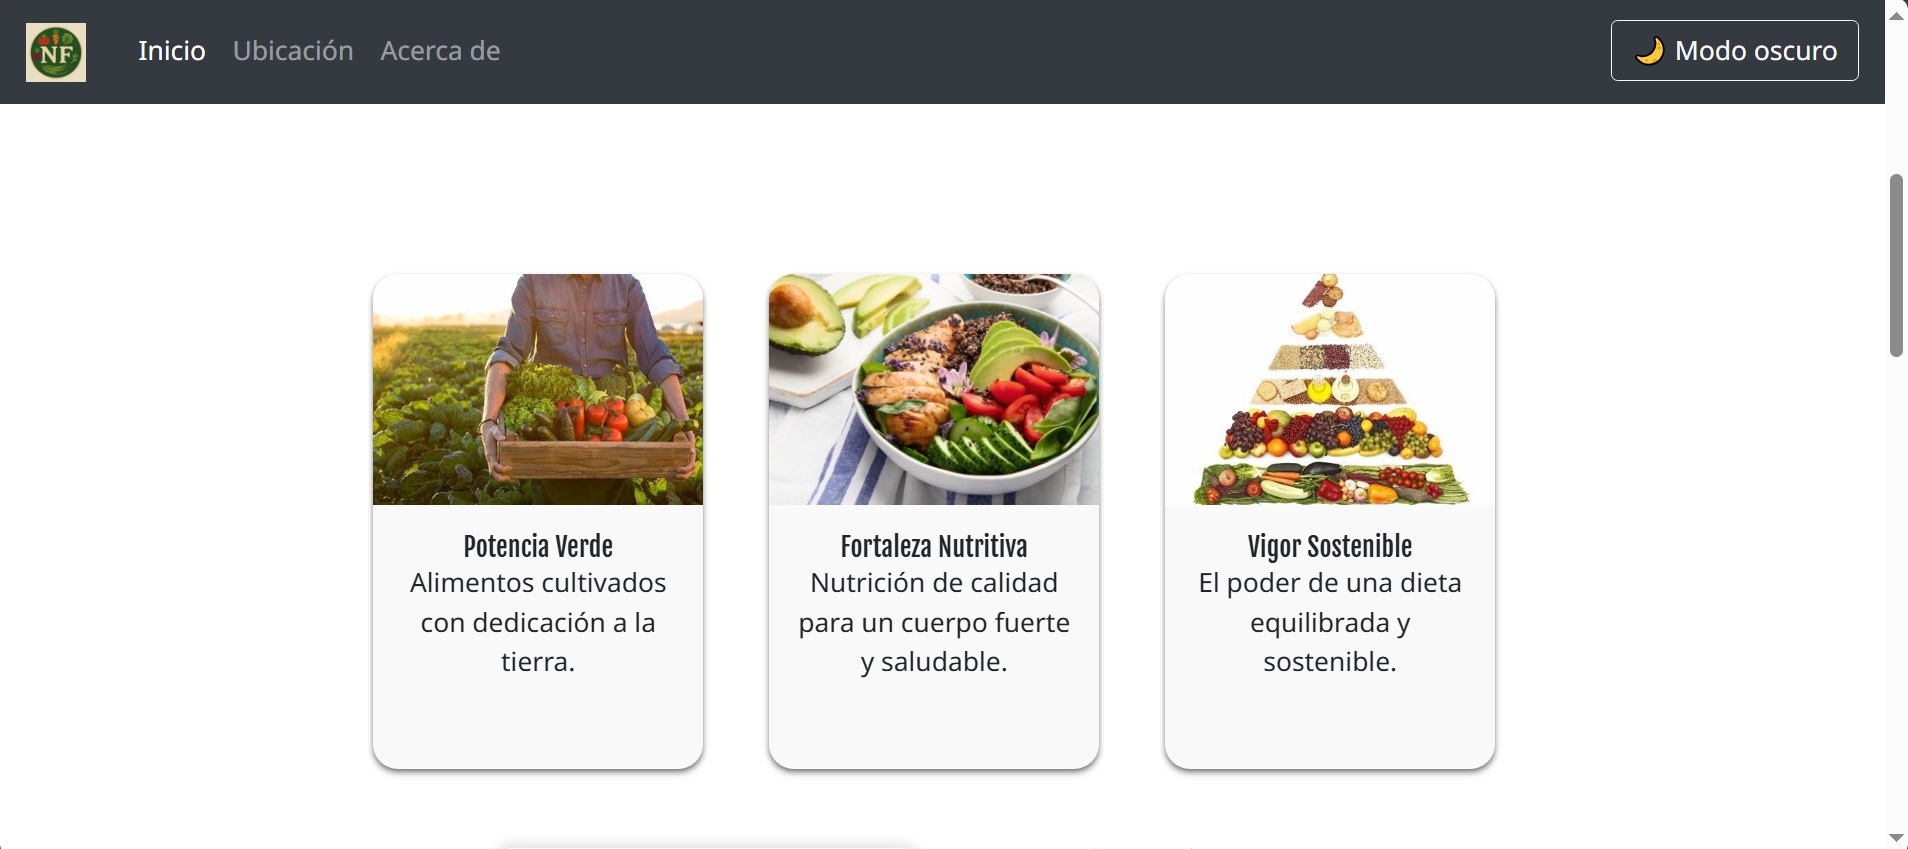 NF
Inicio Ubicación Acerca de
🌙 Modo oscuro
Potencia Verde
Alimentos cultivados
con dedicación a la
tierra.
Fortaleza Nutritiva
Nutrición de calidad
para un cuerpo fuerte
y saludable.
Vigor Sostenible
El poder de una dieta
equilibrada y
sostenible.